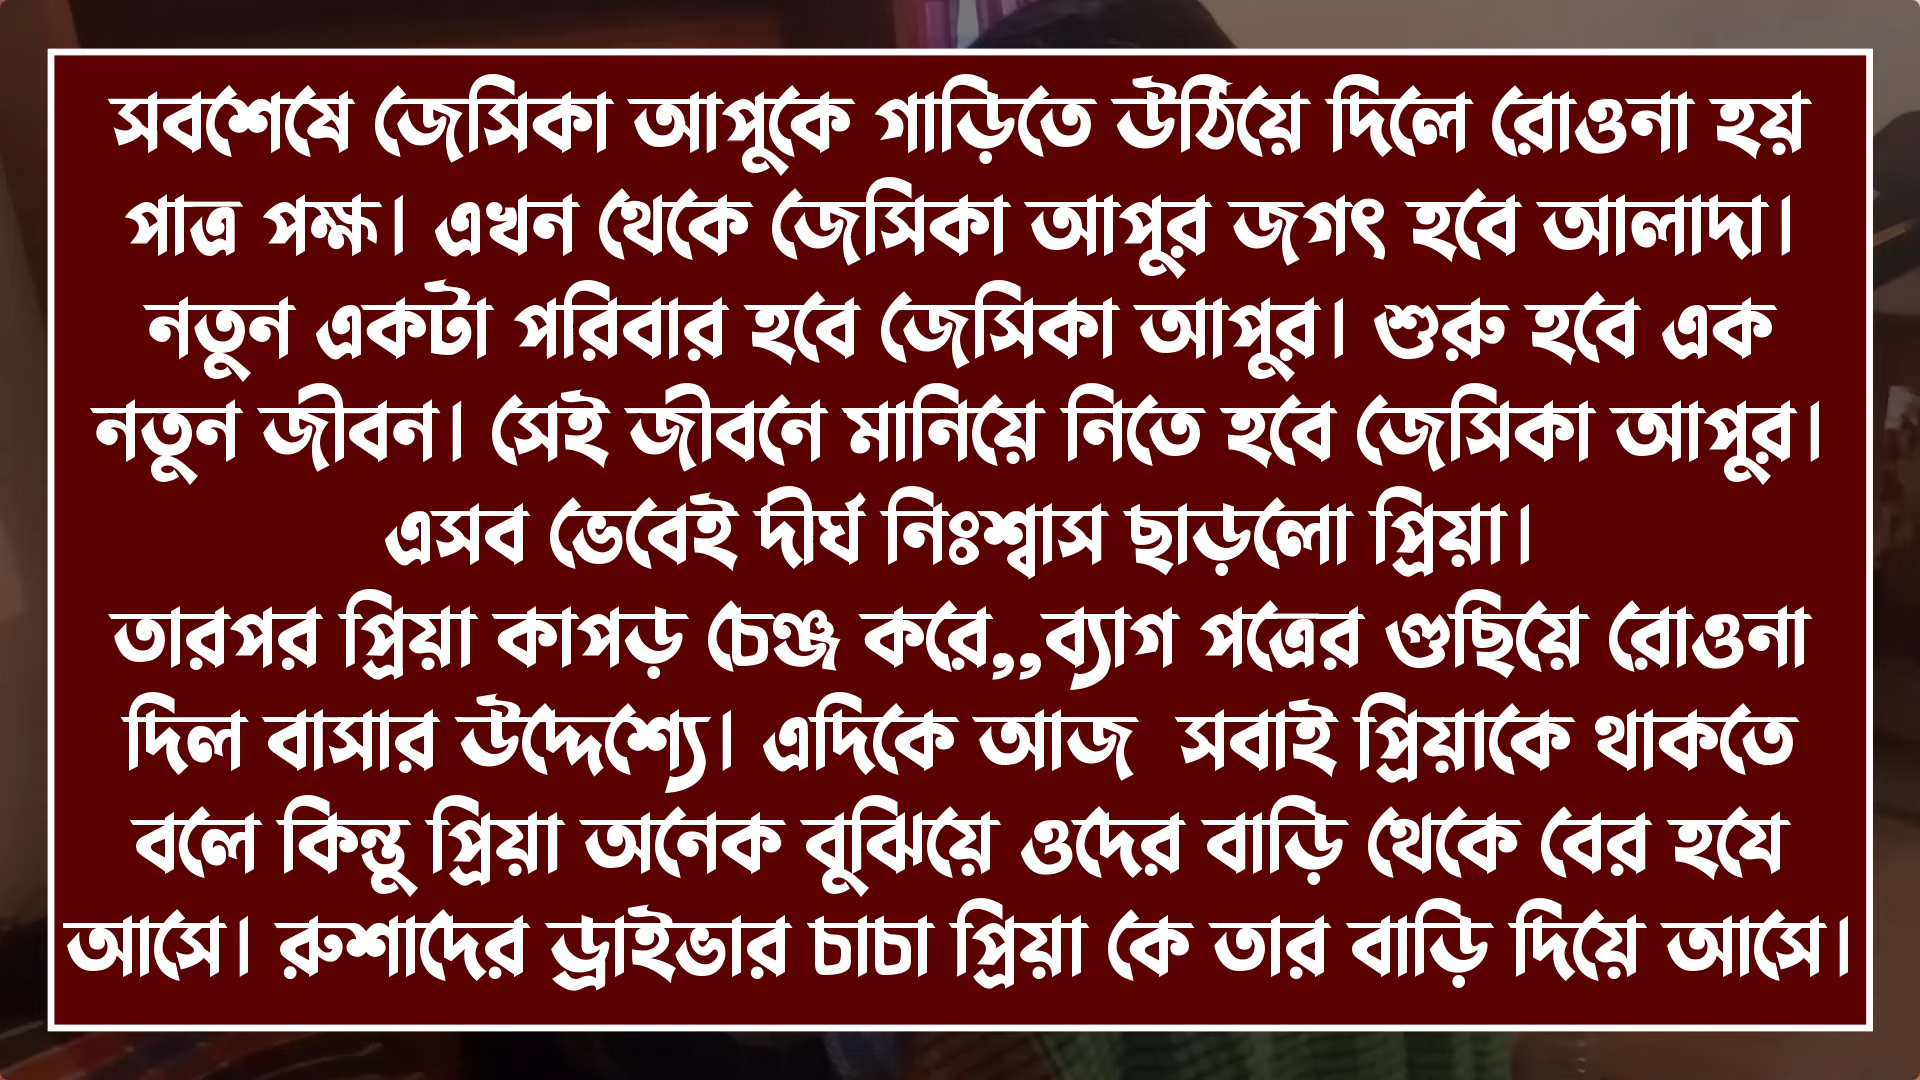 সবশেষে জেসিকা আপুকে গাড়িতে উঠিয়ে দিলে রোওনা হয়
পাত্র পক্ষ। এখন থেকে জেসিকা আপুর জগৎ হবে আলাদা।
নতুন একটা পরিবার হবে জেসিকা আপুর। শুরু হবে এক
নতুন জীবন। সেই জীবনে মানিয়ে নিতে হবে জেসিকা আপুর।
এসব ভেবেই দীর্ঘ নিঃশ্বাস ছাড়লো প্রিয়া।
তারপর প্রিয়া কাপড় চেঞ্জ করে,,ব্যাগ পত্রের গুছিয়ে রোওনা
দিল বাসার উদ্দেশ্যে। এদিকে আজ  সবাই প্রিয়াকে থাকতে
বলে কিন্তু প্রিয়া অনেক বুঝিয়ে ওদের বাড়ি থেকে বের হযে
আসে। রুশাদের ড্রাইভার চাচা প্রিয়া কে তার বাড়ি দিয়ে আসে।